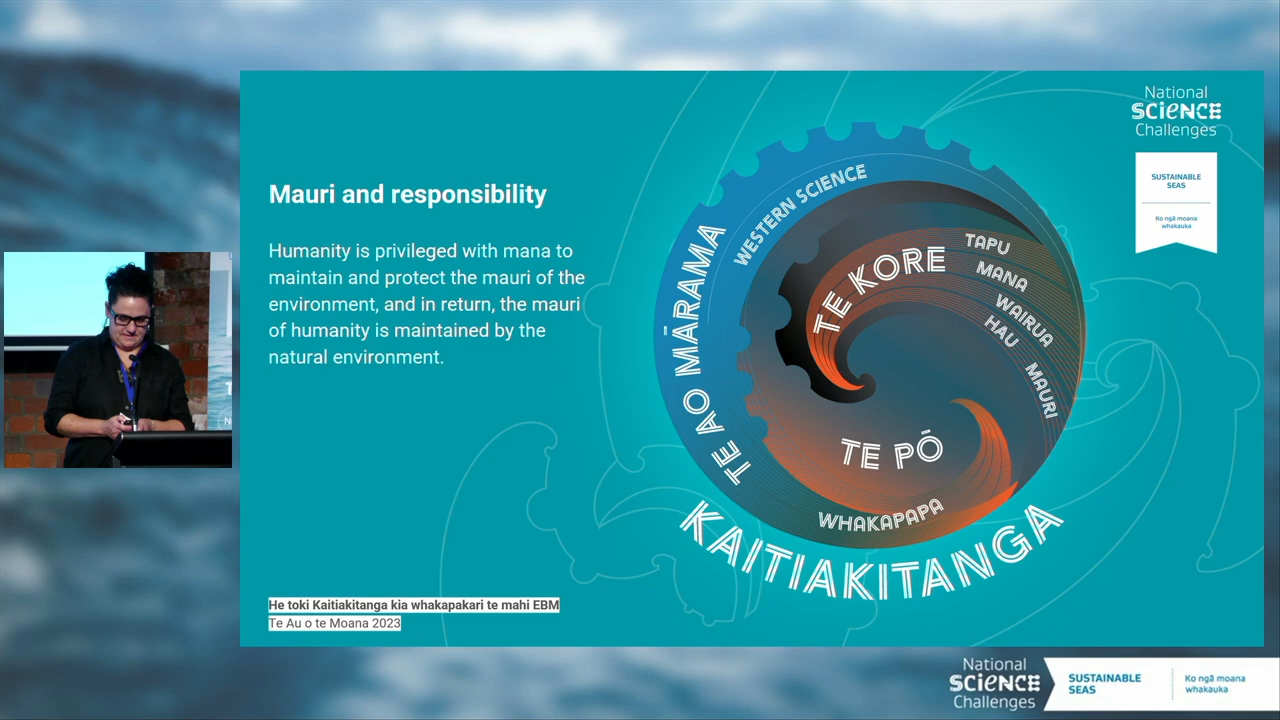 National
SCIENCE
Challenges
SUSTAINABLE
SEAS
Ko ngā moana
whakauka
Mauri and responsibility
Humanity is privileged with mana to
maintain and protect the mauri of the
environment, and in return, the mauri
of humanity is maintained by the
natural environment.
WESTERN SCIENCE
TE AO MĀRAMA
TE KORE
TAPU
MANA
WAIRUA
HAU
MAURI
TE PŌ
WHAKAPAPA
KAITIAKITANGA
He toki Kaitiakitanga kia whakapakari te mahi EBM
Te Au o te Moana 2023
National
SCIENCE
Challenges
SUSTAINABLE
SEAS
Ko ngā moana
whakauka